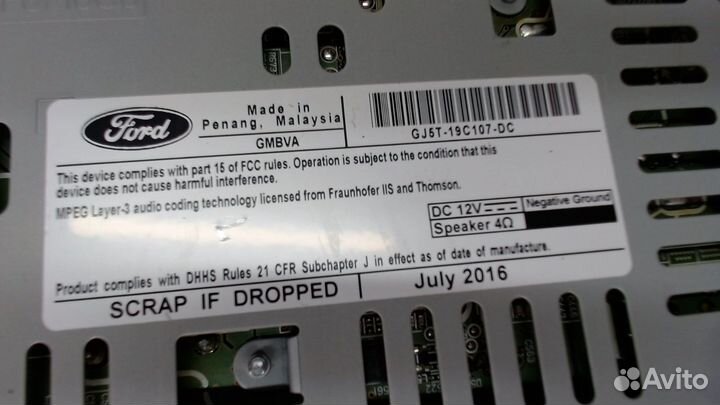 Ford
Made in
Penang, Malaysia
GMBVA
GJ5T-19C107-DC
This device complies with part 15 of FCC rules. Operation is subject to the condition that this
device does not cause harmful interference.
MPEG Layer-3 audio coding technology licensed from Fraunhofer IIS and Thomson.
DC 12V Negative Ground
Speaker 4Ω
Product complies with DHHS Rules 21 CFR Subchapter J in effect as of date of manufacture.
SCRAP IF DROPPED
July 2016
Avito